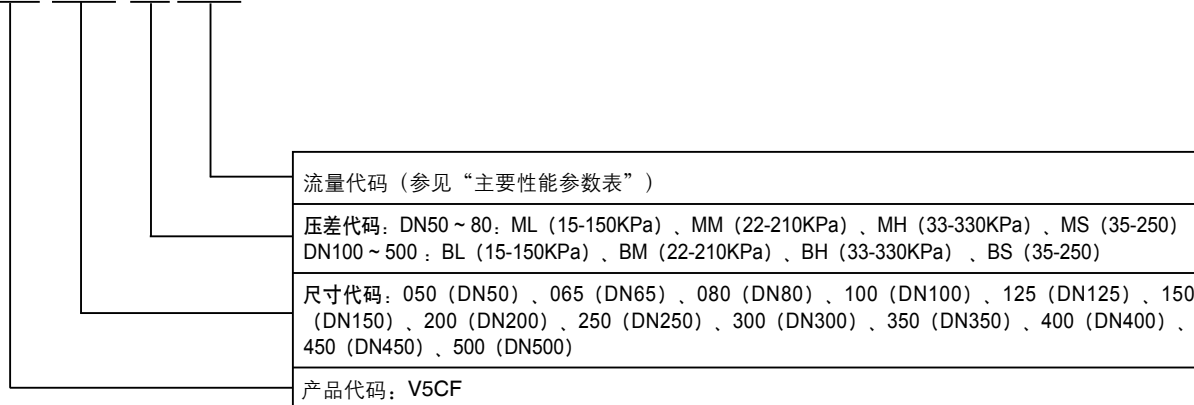 流量代码（参见“主要性能参数表”）
压差代码：DN50 ~ 80：ML（15-150KPa）、MM（22-210KPa）、MH（33-330KPa）、MS（35-250）
DN100 ~ 500 ：BL（15-150KPa）、BM（22-210KPa）、BH（33-330KPa） 、BS（35-250）
尺寸代码：050（DN50）、065（DN65）、080（DN80）、100（DN100）、125（DN125）、150
（DN150）、200（DN200）、250（DN250）、300（DN300）、350（DN350）、400（DN400）、
450（DN450）、500（DN500）
产品代码：V5CF